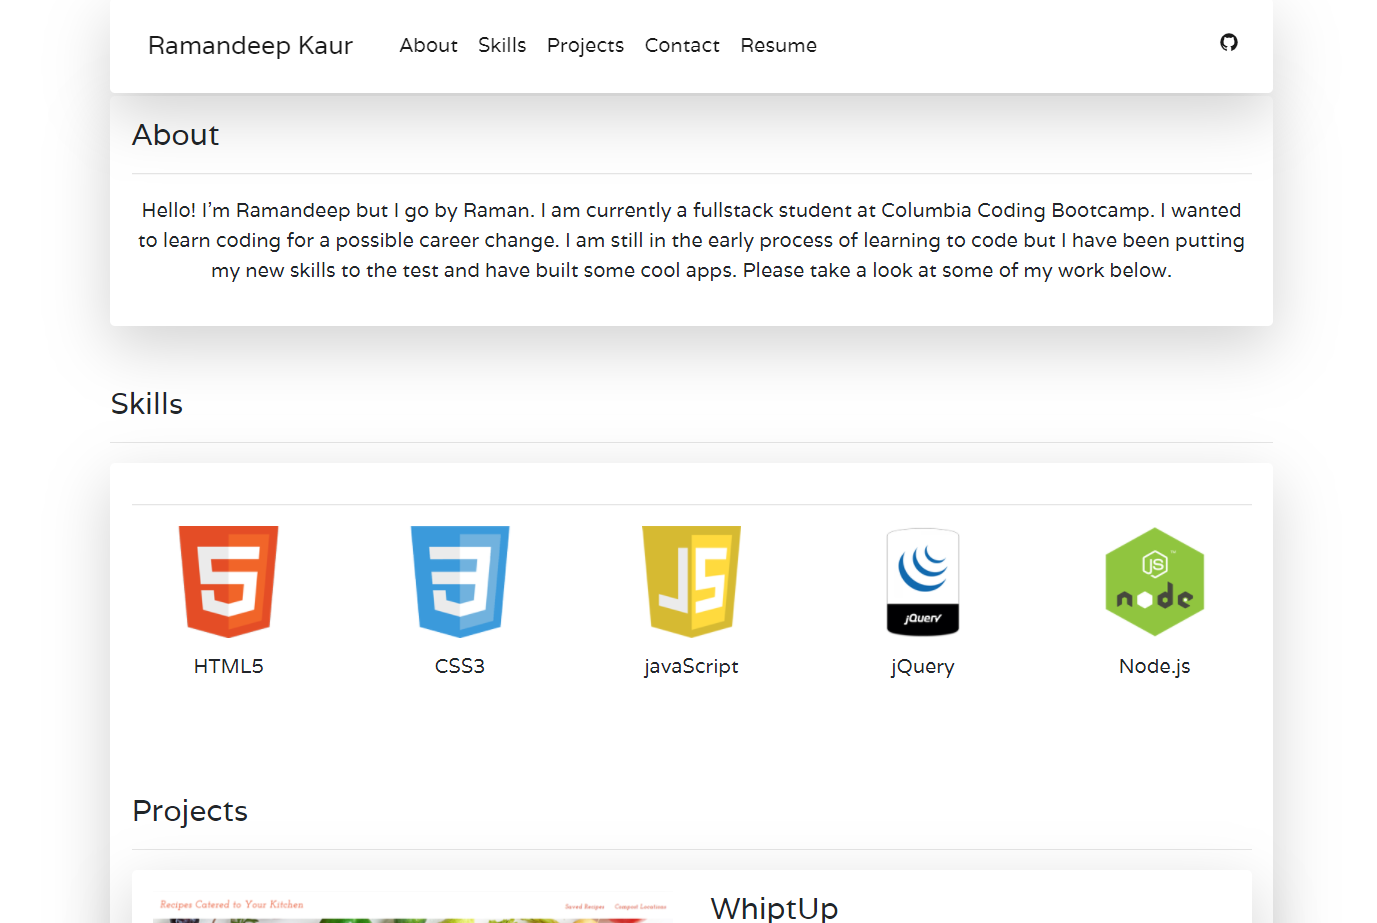 Ramandeep Kaur About Skills Projects Contact Resume
About
Hello! I'm Ramandeep but I go by Raman. I am currently a fullstack student at Columbia Coding Bootcamp. I wanted
to learn coding for a possible career change. I am still in the early process of learning to code but I have been putting
my new skills to the test and have built some cool apps. Please take a look at some of my work below.
Skills
5 3 JS jQuery JS ™ node
HTML5 CSS3 javaScript jQuery Node.js
Projects
Recipes Catered to Your Kitchen Saved Recipes Compost Locations
WhiptUp